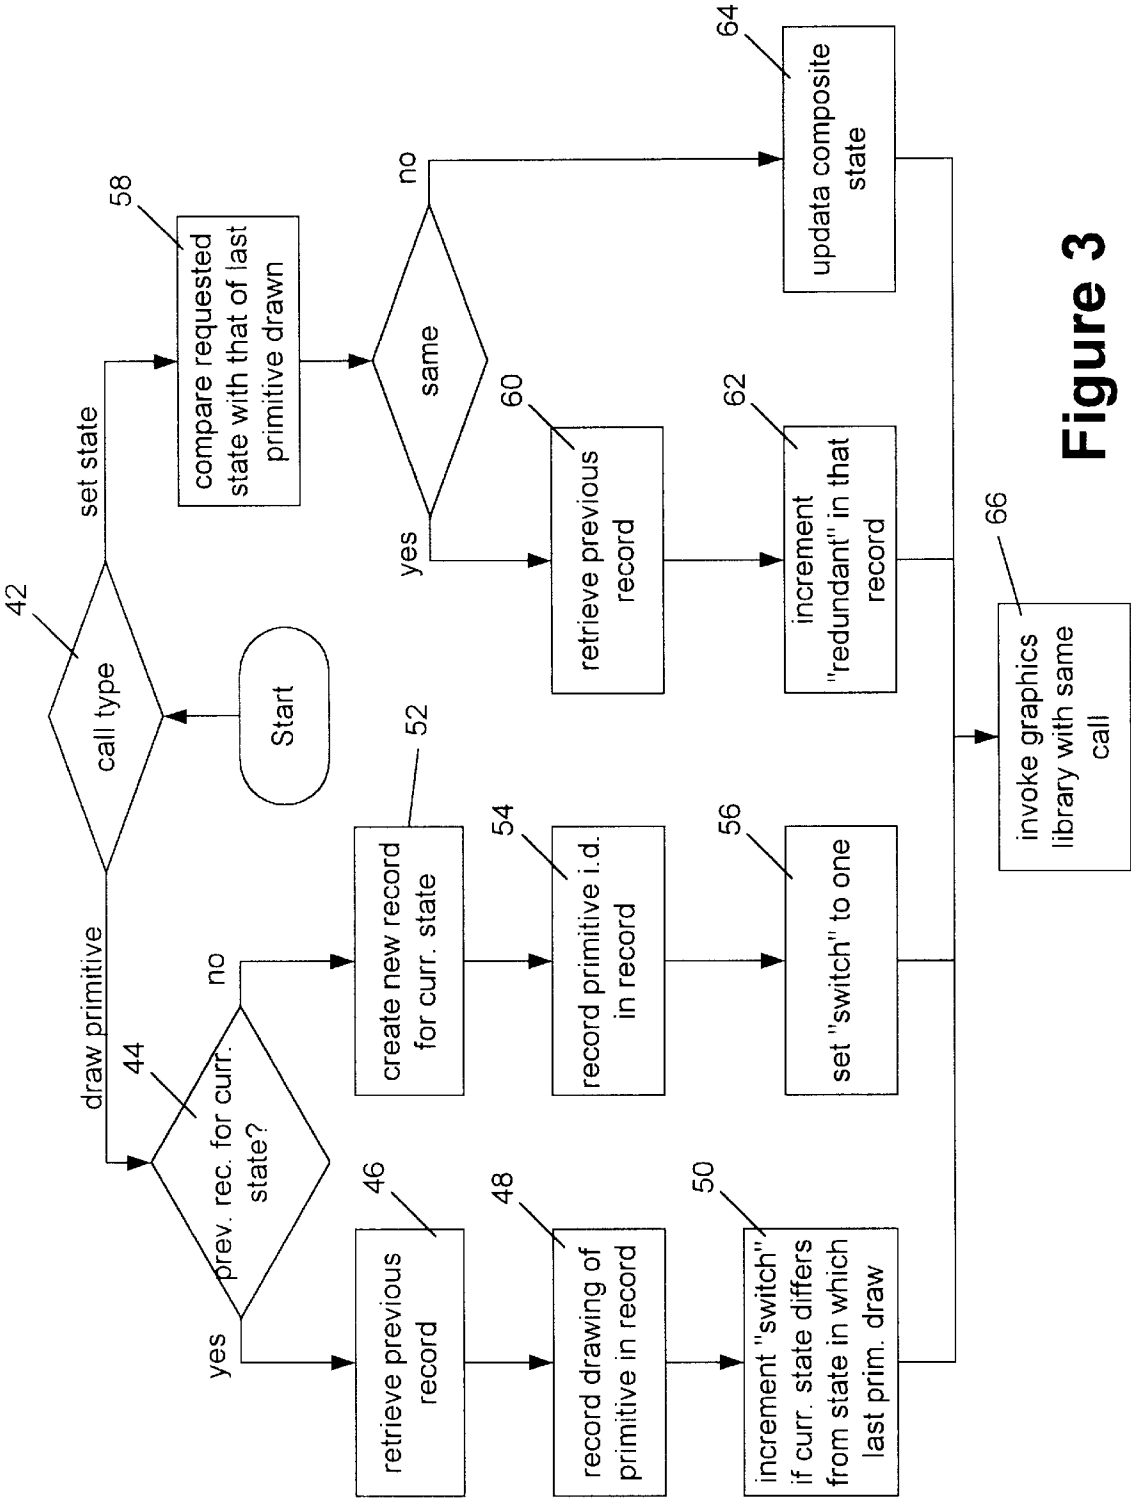 42
call type
draw primitive
set state
Start
44
prev. rec. for curr.
state?
yes
no
46
retrieve previous
record
48
record drawing of
primitive in record
50
increment "switch"
if curr. state differs
from state in which
last prim. draw
52
create new record
for curr. state
54
record primitive i.d.
in record
56
set "switch" to one
58
compare requested
state with that of last
primitive drawn
same
yes
no
60
retrieve previous
record
62
increment
"redundant" in that
record
64
updata composite
state
66
invoke graphics
library with same
call
Figure 3